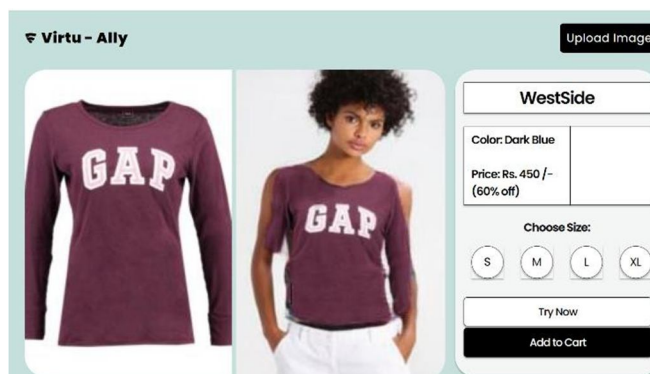 Virtu - Ally
Upload Image
GAP
GAP
WestSide
Color: Dark Blue
Price: Rs. 450 /-
(60% off)
Choose Size:
S M L XL
Try Now
Add to Cart